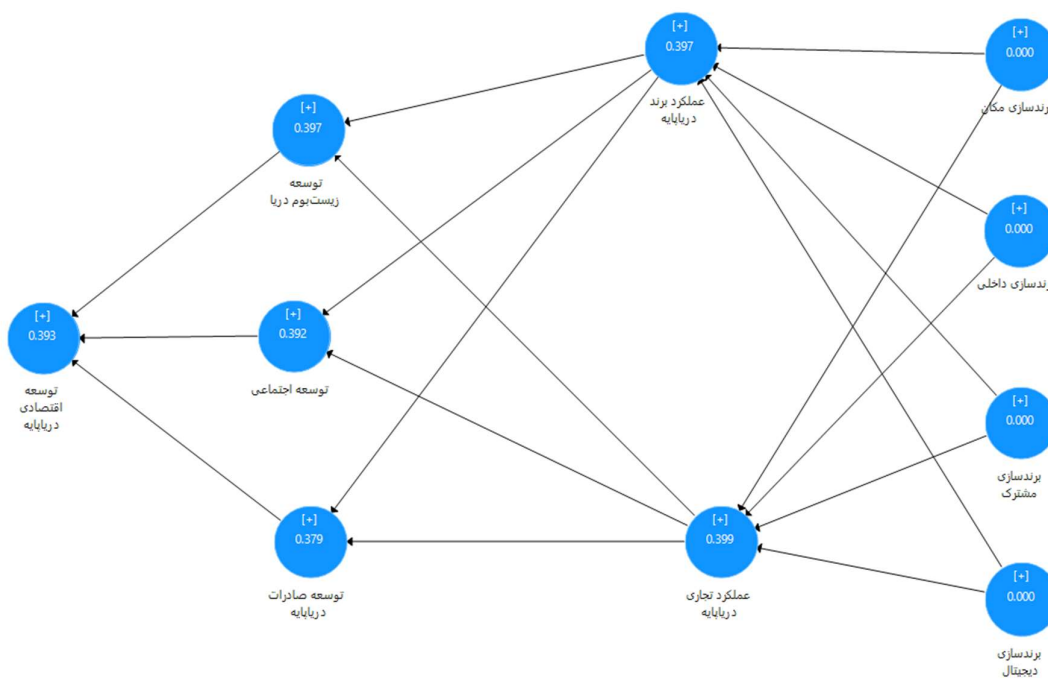 [+]
0.397
عملکرد برند
دریاپایه
[+]
0.000
رندسازی مکان
[+]
0.397
توسعه
زیست‌بوم دریا
[+]
0.000
رندسازی داخلی
[+]
0.393
توسعه
اقتصادی
دریاپایه
[+]
0.392
توسعه اجتماعی
[+]
0.000
برندسازی
مشترک
[+]
0.379
توسعه صادرات
دریاپایه
[+]
0.399
عملکرد تجاری
دریاپایه
[+]
0.000
برندسازی
دیجیتال